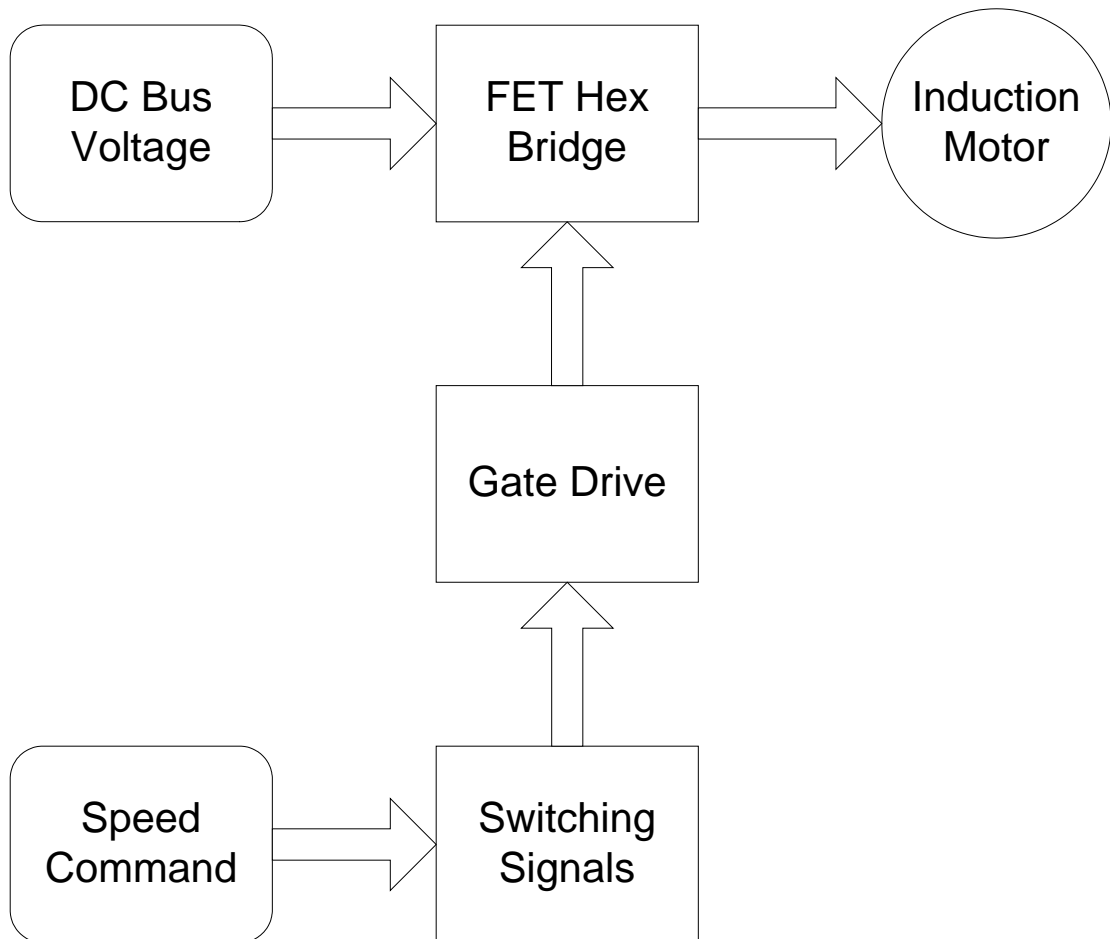 DC Bus
Voltage
FET Hex
Bridge
Induction
Motor
Gate Drive
Speed
Command
Switching
Signals